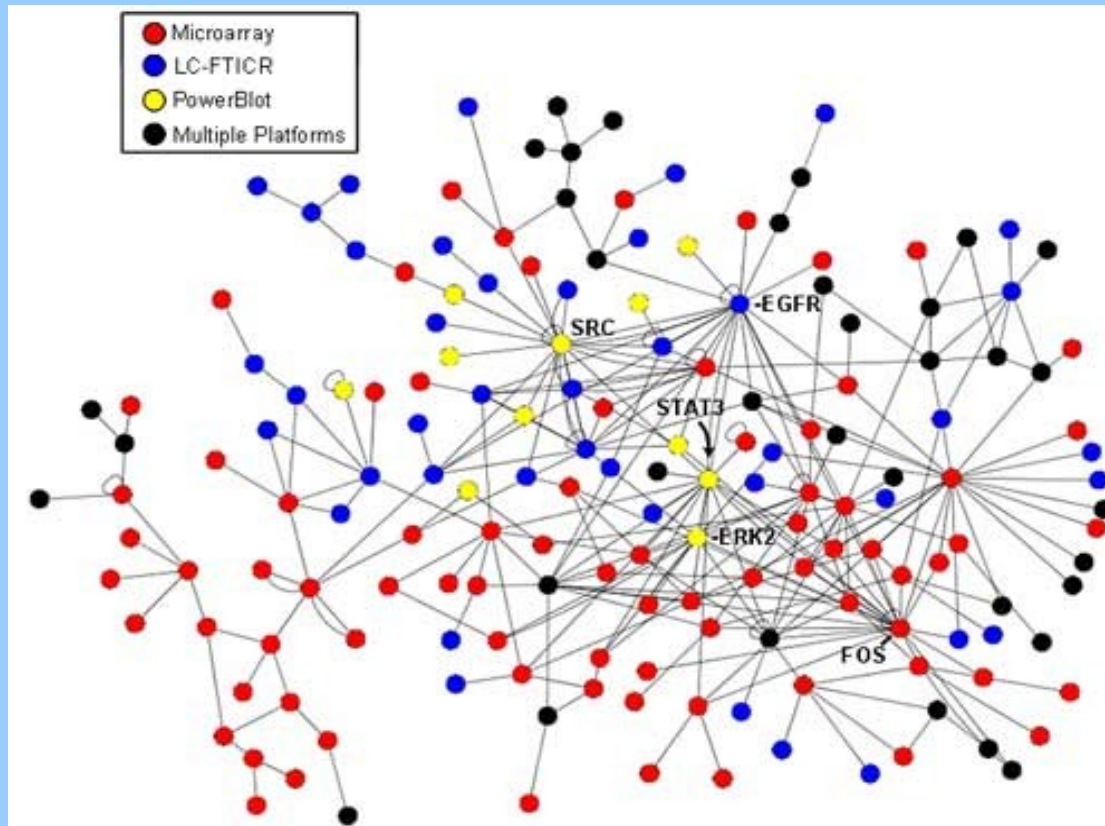 Microarray
LC-FTICR
PowerBlot
Multiple Platforms
-EGFR
SRC
STAT3
-ERK2
FOS